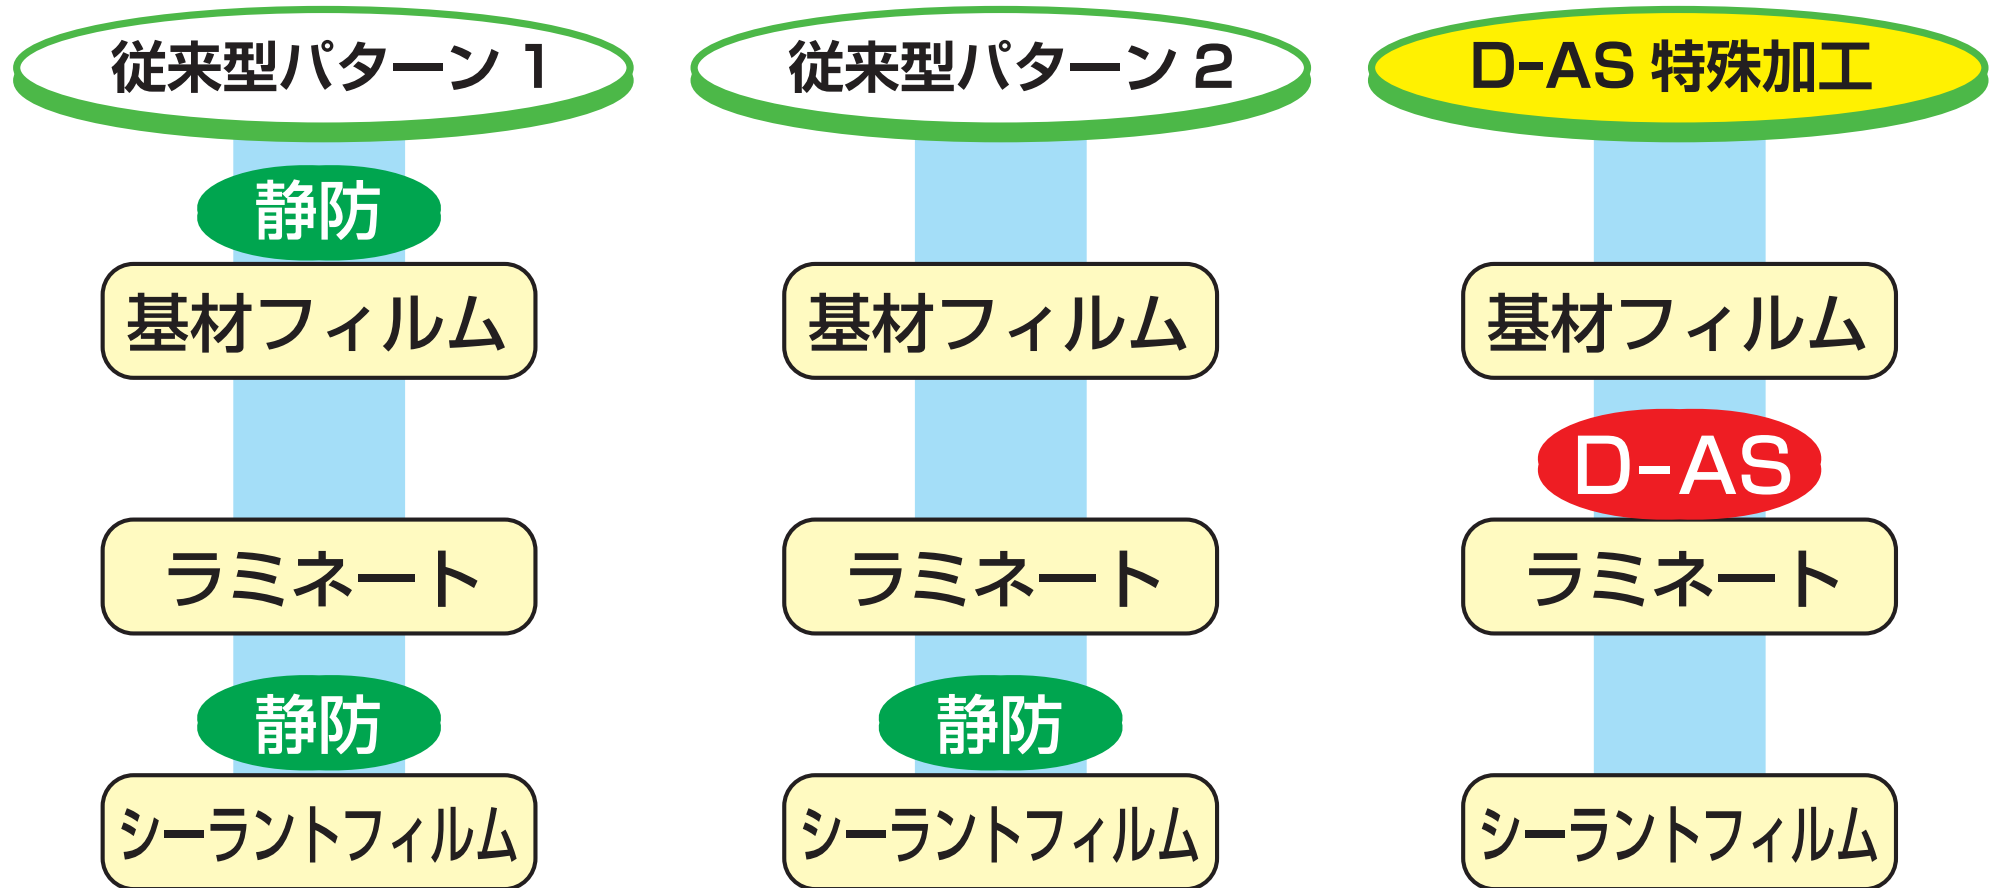 従来型パターン 1
静防
基材フィルム
ラミネート
静防
シーラントフィルム
従来型パターン 2
基材フィルム
ラミネート
静防
シーラントフィルム
D-AS 特殊加工
基材フィルム
D-AS
ラミネート
シーラントフィルム